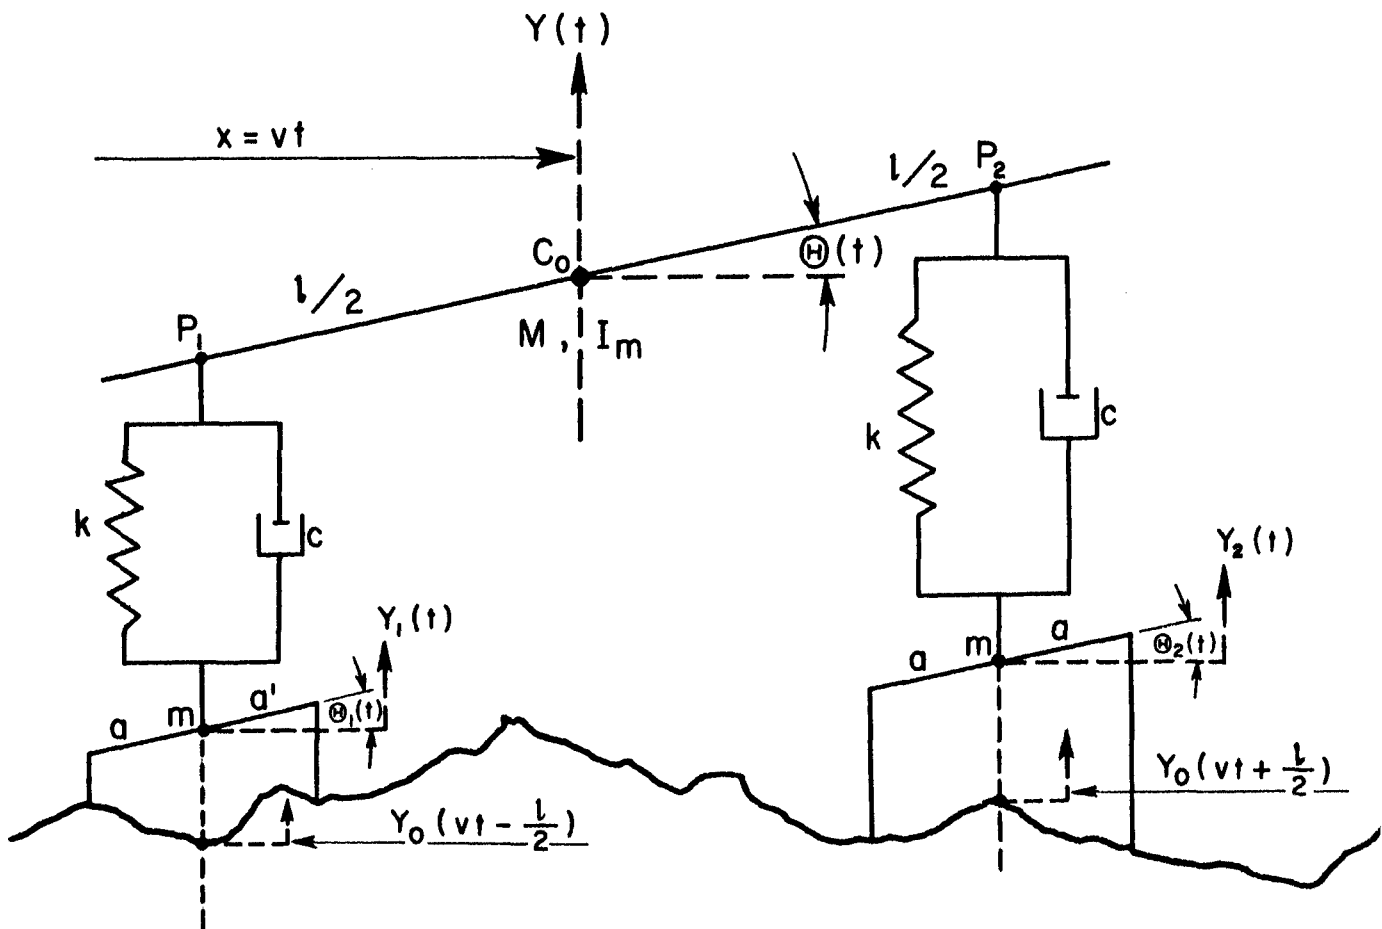 Y(t)
x = vt
l/2
P₂
C₀
Θ(t)
l/2
P₁
M, Iₘ
k
c
k
c
Y₂(t)
Y₁(t)
m
a
a
Θ₂(t)
a
m
a'
Θ₁(t)
Y₀(vt + l/2)
Y₀(vt - l/2)